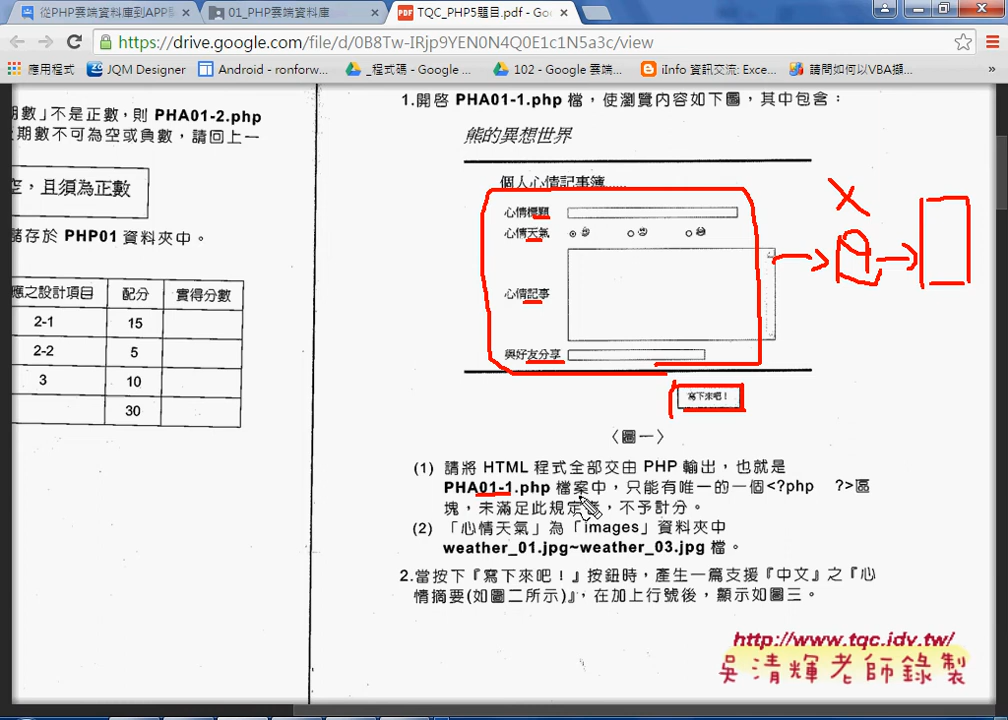 從PHP雲端資料庫到APP
01_PHP雲端資料庫
TQC_PHP5題目.pdf - Go
https://drive.google.com/file/d/0B8Tw-IRjp9YEN0N4Q0E1c1N5a3c/view
應用程式
JQM Designer
Android - ronforw...
_程式碼 - Google ...
102 - Google 雲端...
iInfo 資訊交流: Exce...
請問如何以VBA擷...
»
期數」不是正數，則 PHA01-2.php
期數不可為空或負數，請回上一
空，且須為正數
儲存於 PHP01 資料夾中。
應之設計項目 配分 實得分數
2-1 15
2-2 5
3 10
30
1.開啓 PHA01-1.php 檔，使瀏覽內容如下圖，其中包含：
熊的異想世界
個人心情記事簿......
心情標題
心情天氣
心情記事
與好友分享
寫下來吧！
〈圖一〉
(1) 請將 HTML 程式全部交由 PHP 輸出，也就是
PHA01-1.php 檔案中，只能有唯一的一個<?php ?>區
塊，未滿足此規定者，不予計分。
(2) 「心情天氣」為「images」資料夾中
weather_01.jpg~weather_03.jpg 檔。
2.當按下『寫下來吧！』按鈕時，產生一篇支援『中文』之『心
情摘要(如圖二所示)』，在加上行號後，顯示如圖三。
http://www.tqc.idv.tw/
吳清輝老師錄製